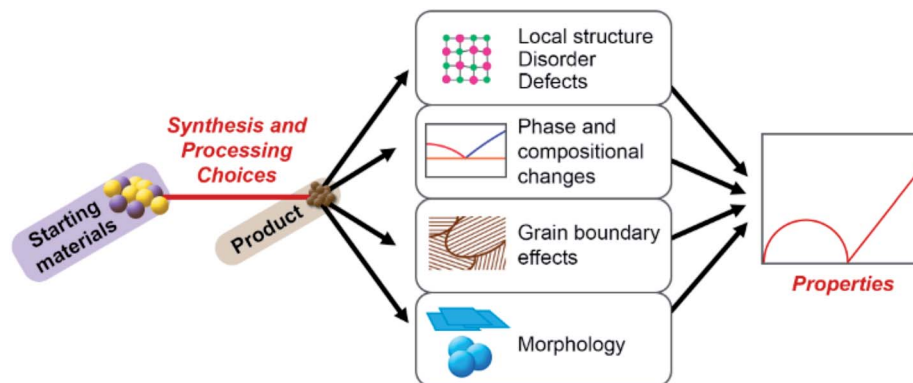 Starting
materials
Synthesis and
Processing
Choices
Product
Local structure
Disorder
Defects
Phase and
compositional
changes
Grain boundary
effects
Morphology
Properties